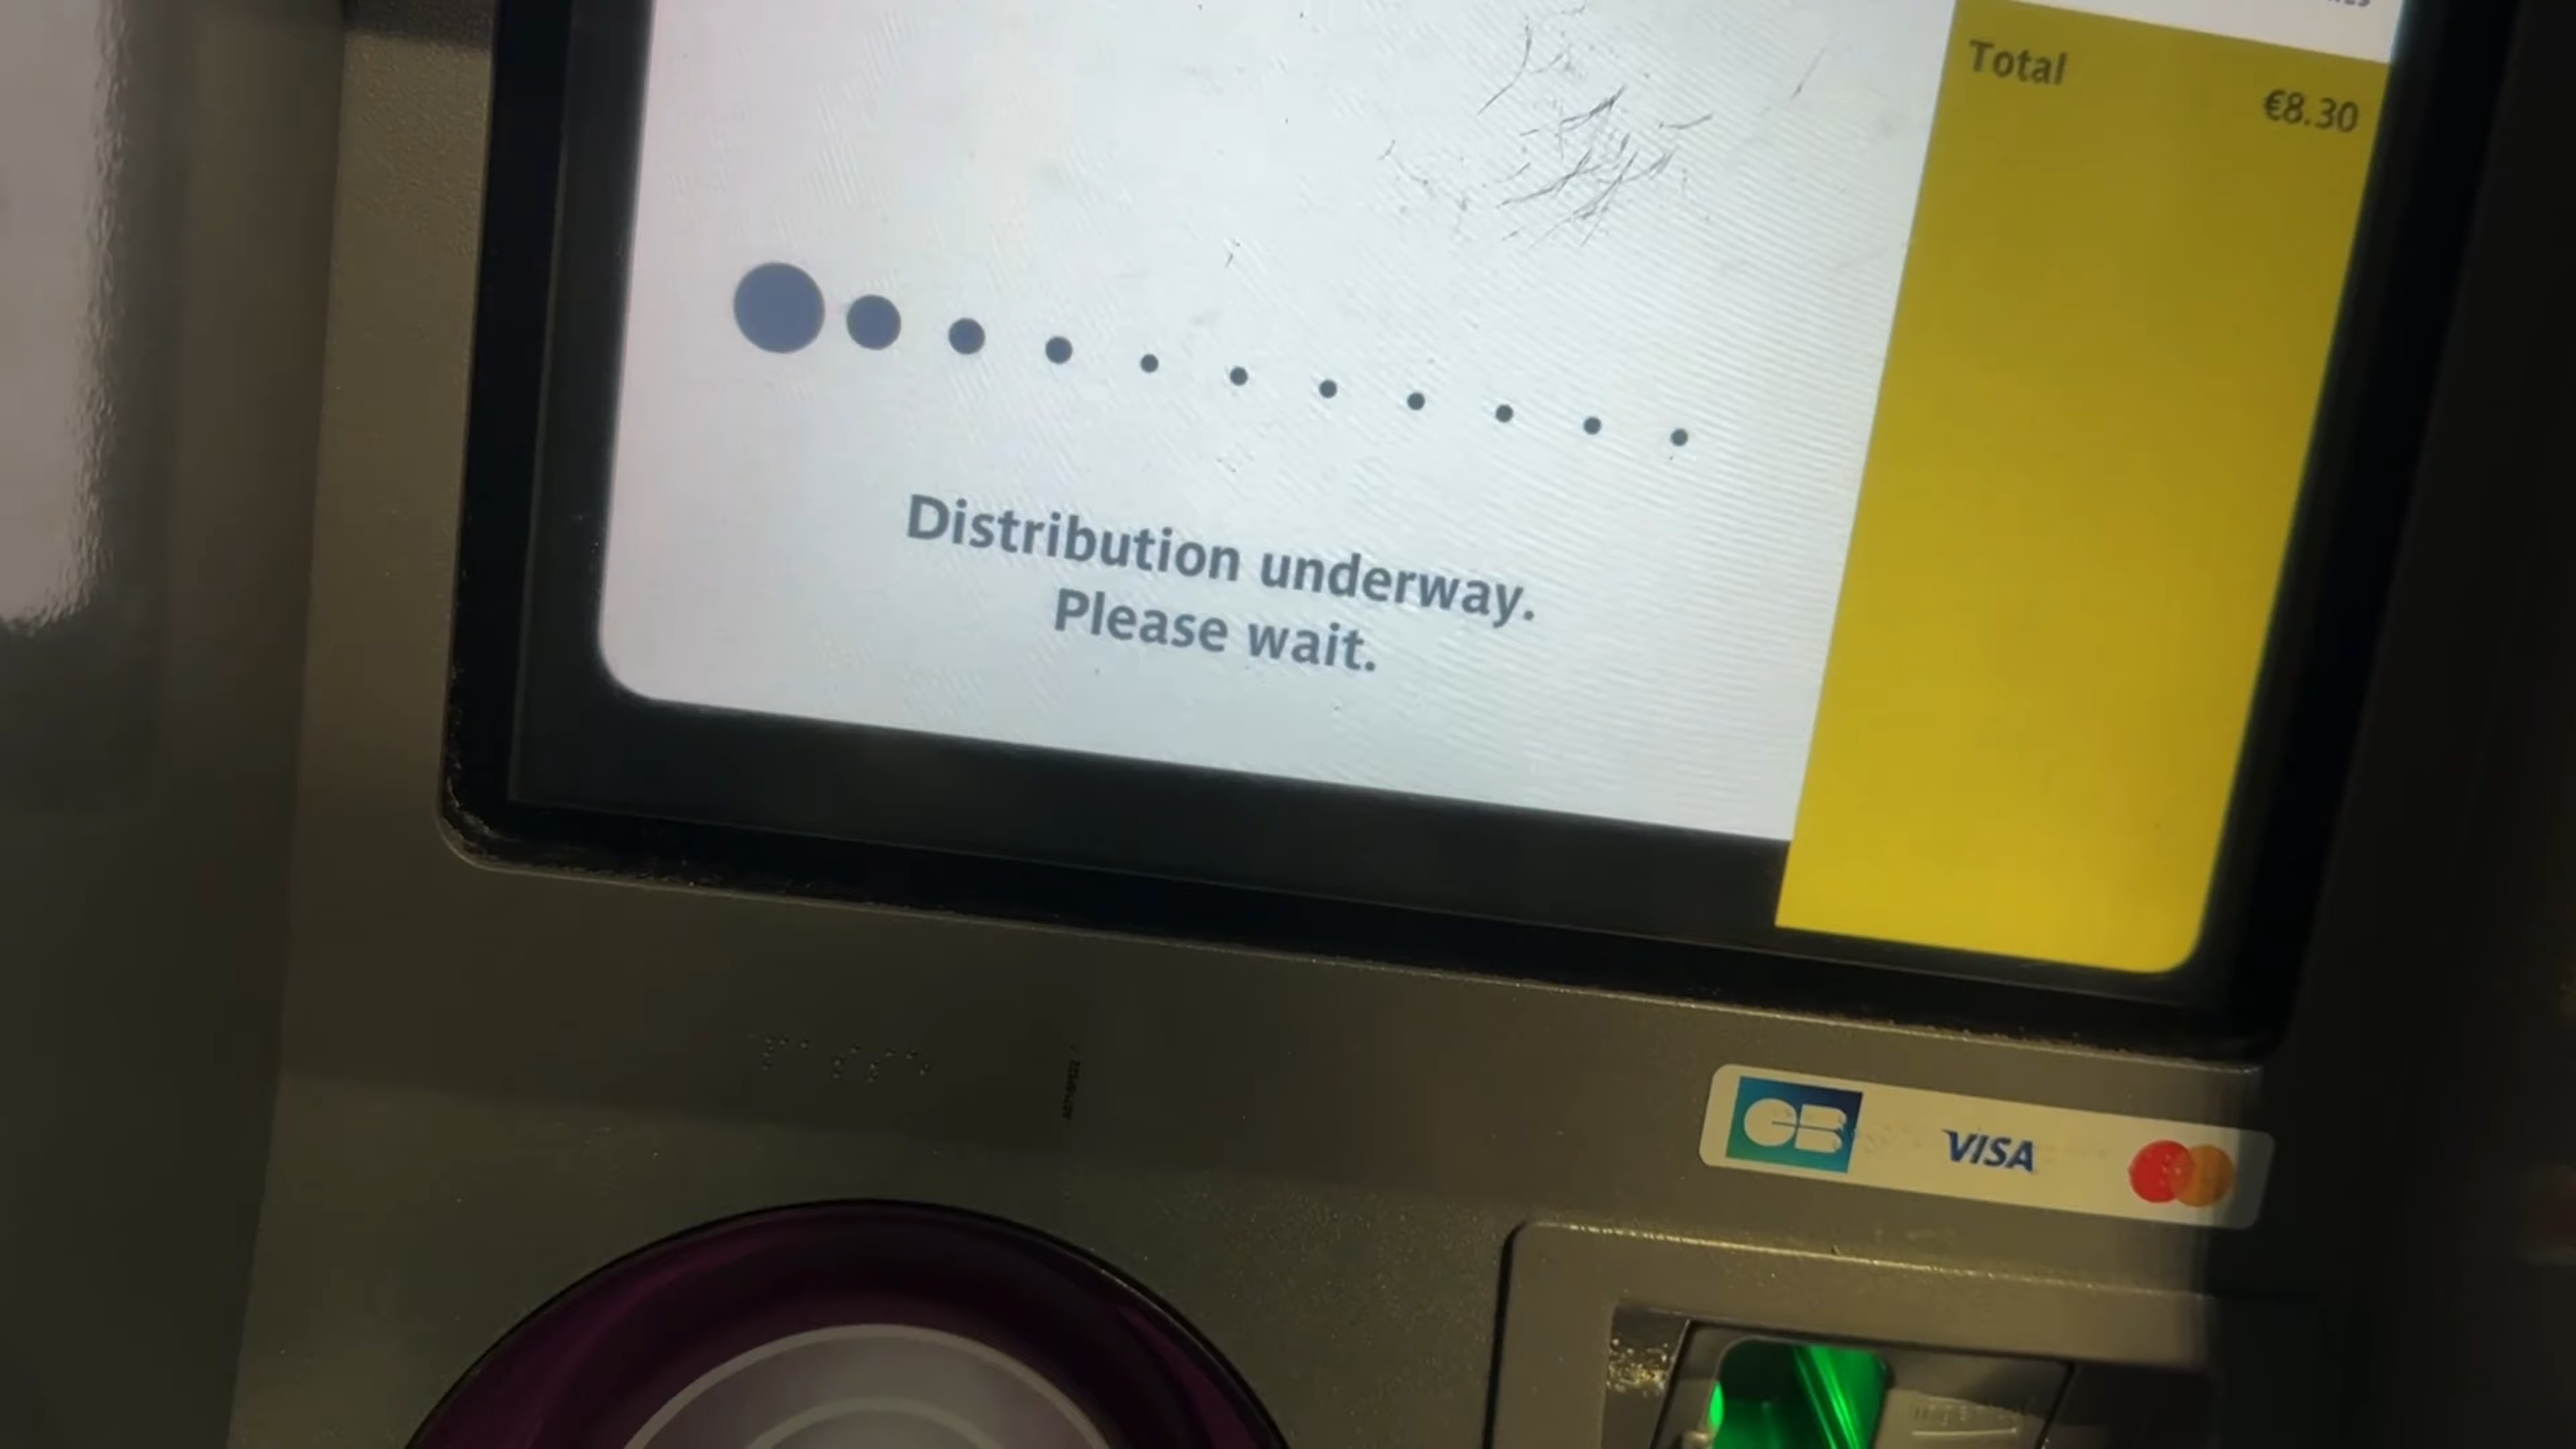 Total
€8.30
Distribution underway.
Please wait.
CB
VISA